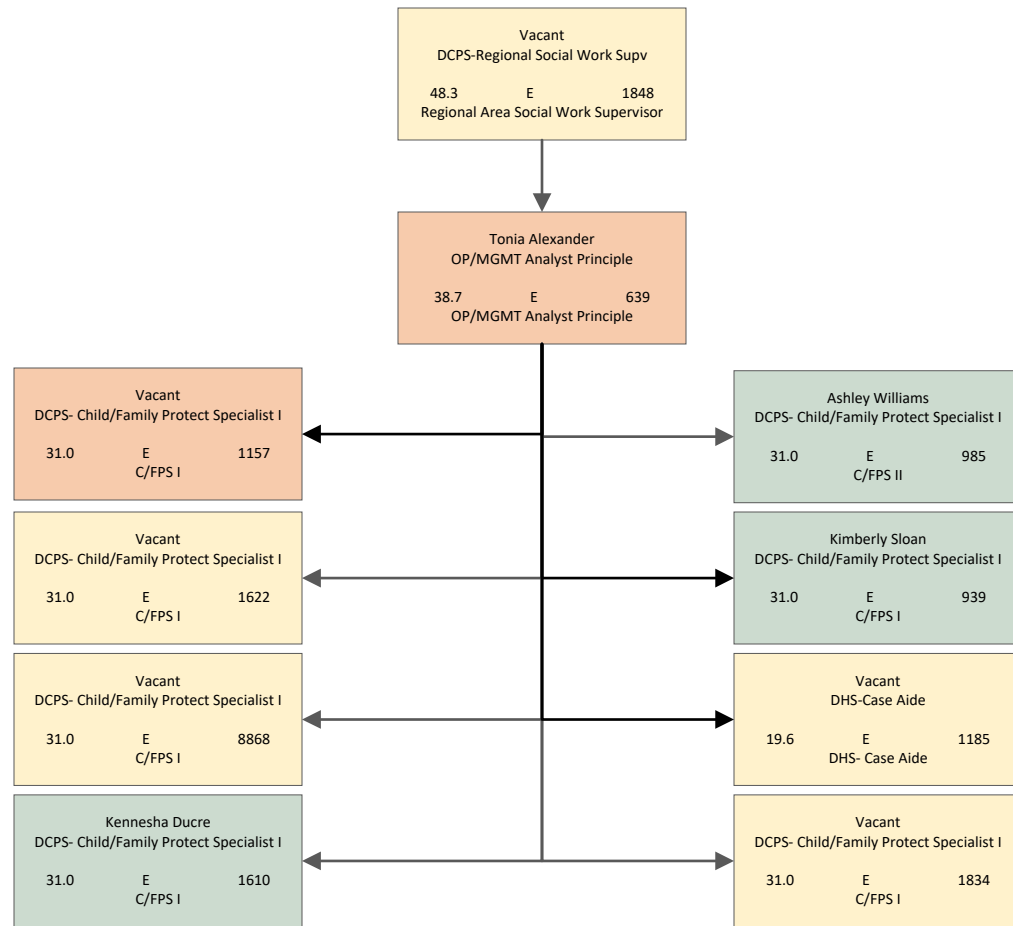 Vacant
DCPS-Regional Social Work Supv
48.3 E 1848
Regional Area Social Work Supervisor
Tonia Alexander
OP/MGMT Analyst Principle
38.7 E 639
OP/MGMT Analyst Principle
Vacant
DCPS- Child/Family Protect Specialist I
31.0 E 1157
C/FPS I
Ashley Williams
DCPS- Child/Family Protect Specialist I
31.0 E 985
C/FPS II
Vacant
DCPS- Child/Family Protect Specialist I
31.0 E 1622
C/FPS I
Kimberly Sloan
DCPS- Child/Family Protect Specialist I
31.0 E 939
C/FPS I
Vacant
DCPS- Child/Family Protect Specialist I
31.0 E 8868
C/FPS I
Vacant
DHS-Case Aide
19.6 E 1185
DHS- Case Aide
Kennesha Ducre
DCPS- Child/Family Protect Specialist I
31.0 E 1610
C/FPS I
Vacant
DCPS- Child/Family Protect Specialist I
31.0 E 1834
C/FPS I